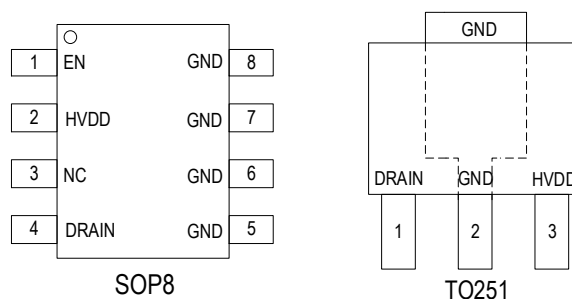 1 EN GND 8
2 HVDD GND 7
3 NC GND 6
4 DRAIN GND 5
SOP8
GND
DRAIN GND HVDD
1 2 3
TO251